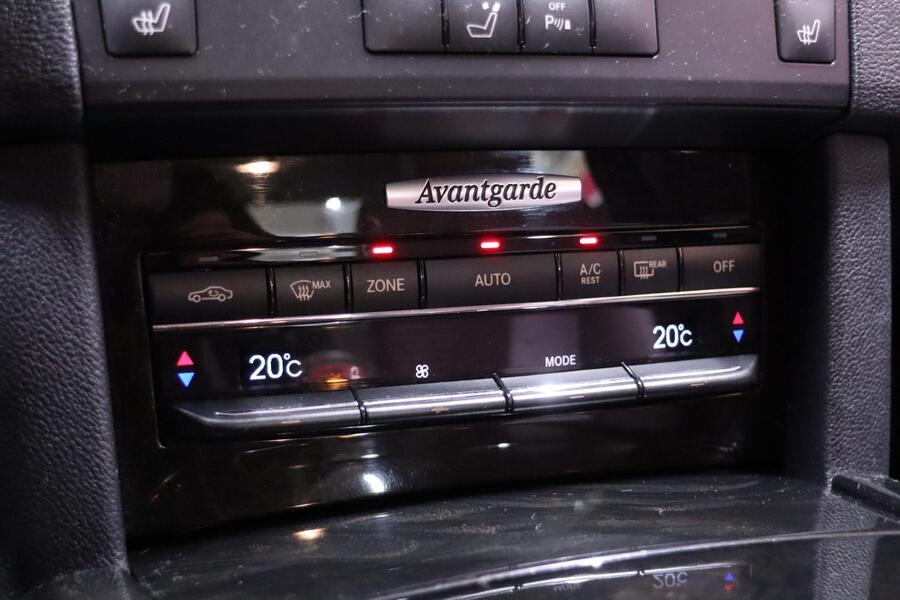 OFF
P
Avantgarde
MAX
ZONE
AUTO
A/C
REST
REAR
OFF
20°C
MODE
20°C